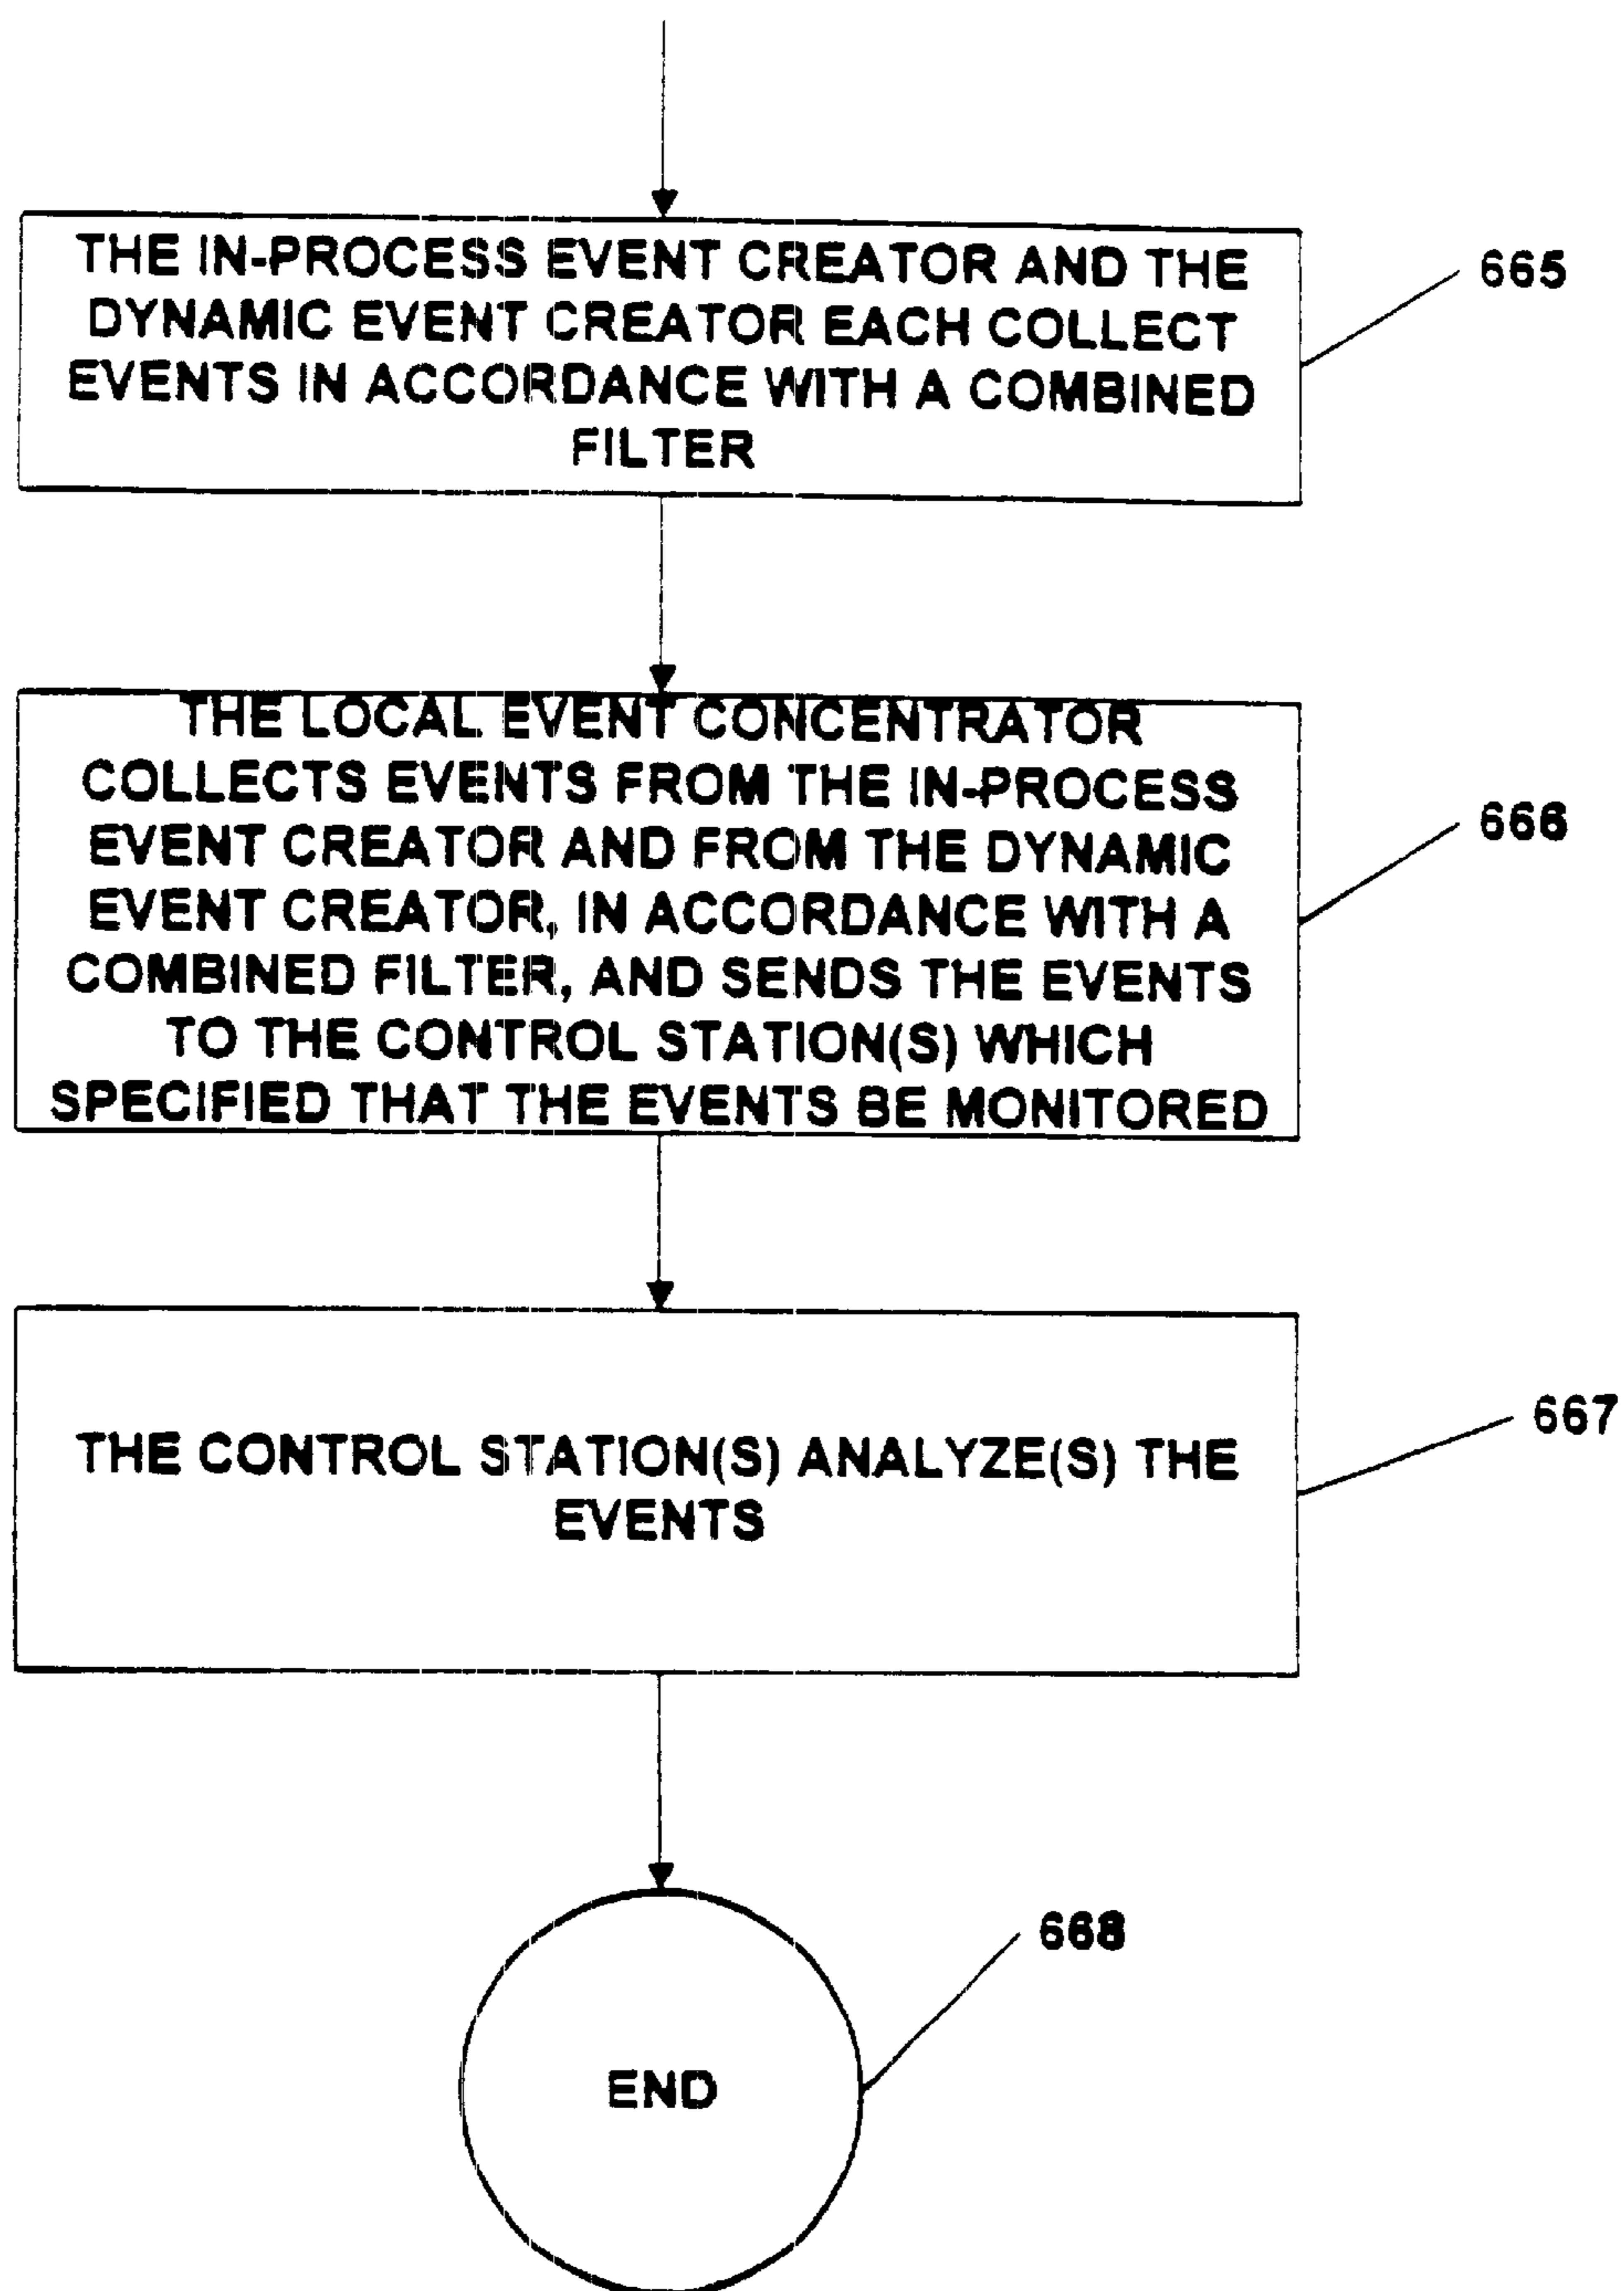 THE IN-PROCESS EVENT CREATOR AND THE
DYNAMIC EVENT CREATOR EACH COLLECT
EVENTS IN ACCORDANCE WITH A COMBINED
FILTER
665
THE LOCAL EVENT CONCENTRATOR
COLLECTS EVENTS FROM THE IN-PROCESS
EVENT CREATOR AND FROM THE DYNAMIC
EVENT CREATOR, IN ACCORDANCE WITH A
COMBINED FILTER, AND SENDS THE EVENTS
TO THE CONTROL STATION(S) WHICH
SPECIFIED THAT THE EVENTS BE MONITORED
666
THE CONTROL STATION(S) ANALYZE(S) THE
EVENTS
667
END
668